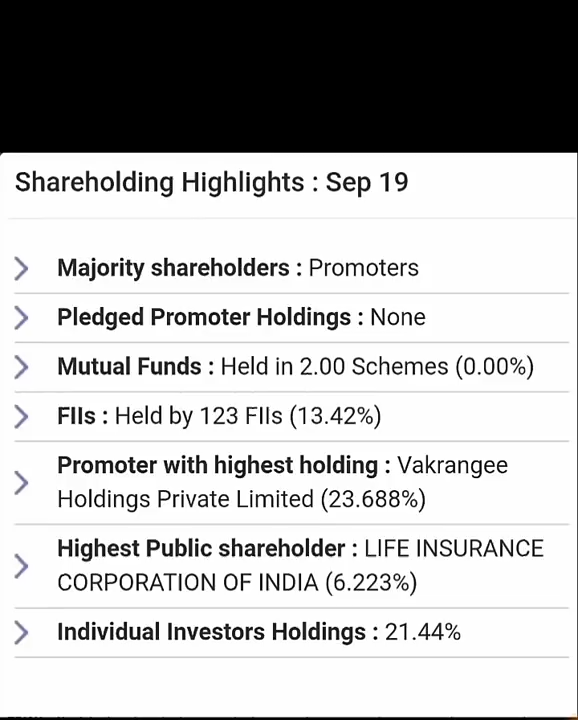 Shareholding Highlights : Sep 19
Majority shareholders : Promoters
Pledged Promoter Holdings : None
Mutual Funds : Held in 2.00 Schemes (0.00%)
FIIs : Held by 123 FIIs (13.42%)
Promoter with highest holding : Vakrangee
Holdings Private Limited (23.688%)
Highest Public shareholder : LIFE INSURANCE
CORPORATION OF INDIA (6.223%)
Individual Investors Holdings : 21.44%